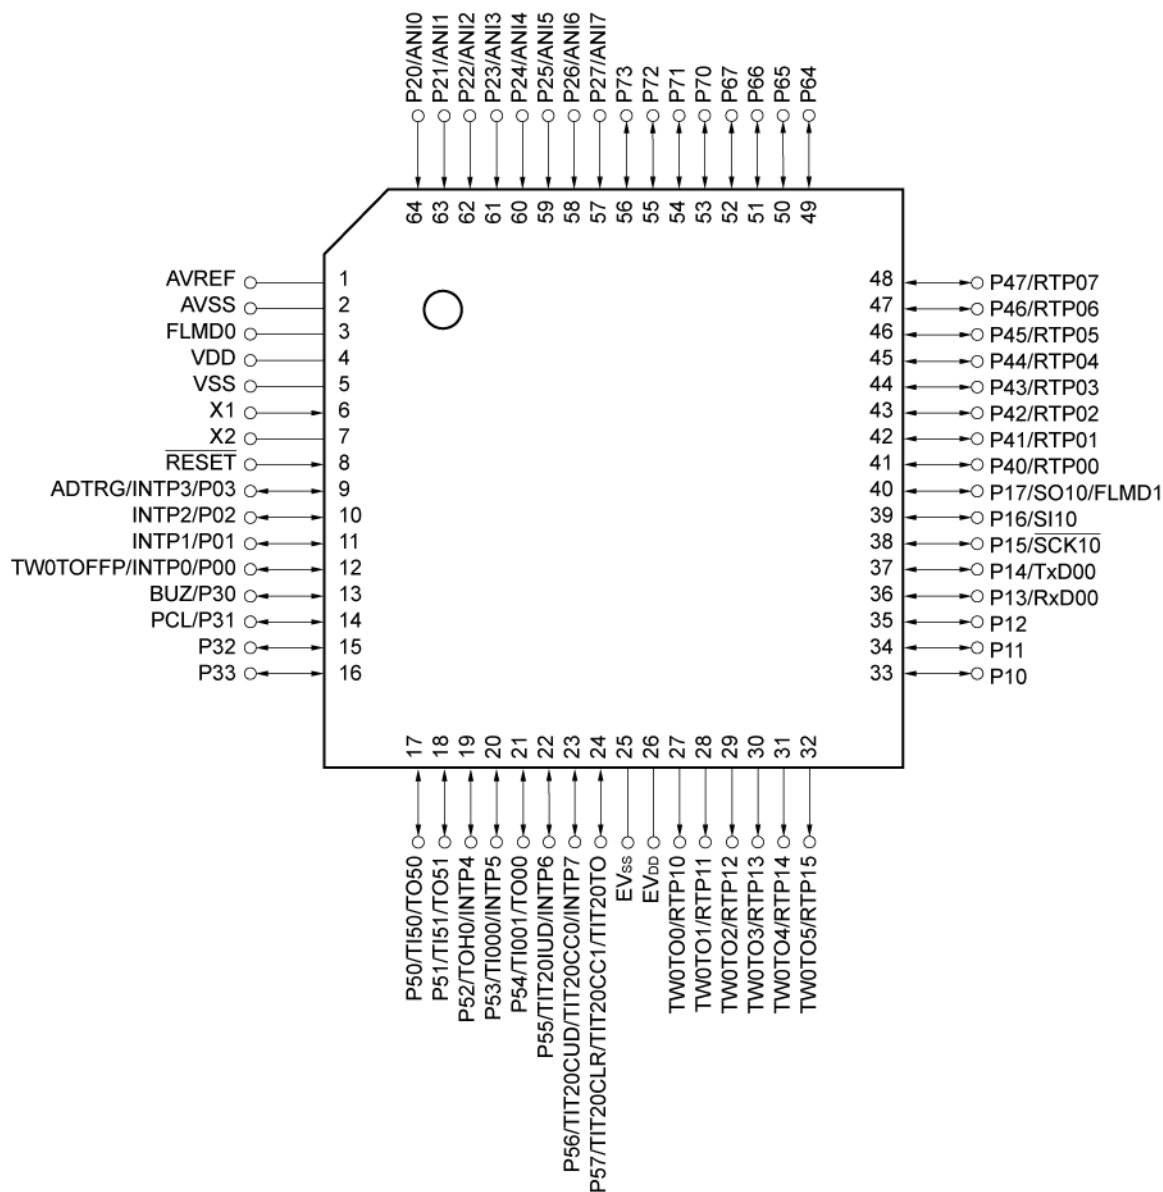 P20/ANI0
P21/ANI1
P22/ANI2
P23/ANI3
P24/ANI4
P25/ANI5
P26/ANI6
P27/ANI7
P73
P72
P71
P70
P67
P66
P65
P64
64
63
62
61
60
59
58
57
56
55
54
53
52
51
50
49
AVREF 1
AVSS 2
FLMD0 3
VDD 4
VSS 5
X1 6
X2 7
RESET 8
ADTRG/INTP3/P03 9
INTP2/P02 10
INTP1/P01 11
TW0TOFFP/INTP0/P00 12
BUZ/P30 13
PCL/P31 14
P32 15
P33 16
48 P47/RTP07
47 P46/RTP06
46 P45/RTP05
45 P44/RTP04
44 P43/RTP03
43 P42/RTP02
42 P41/RTP01
41 P40/RTP00
40 P17/SO10/FLMD1
39 P16/SI10
38 P15/SCK10
37 P14/TxD00
36 P13/RxD00
35 P12
34 P11
33 P10
17
18
19
20
21
22
23
24
25
26
27
28
29
30
31
32
P50/TI50/TO50
P51/TI51/TO51
P52/TOH0/INTP4
P53/TI000/INTP5
P54/TI001/TO00
P55/TIT20IUD/INTP6
P56/TIT20CUD/TIT20CC0/INTP7
P57/TIT20CLR/TIT20CC1/TIT20TO
EVSS
EVDD
TW0TO0/RTP10
TW0TO1/RTP11
TW0TO2/RTP12
TW0TO3/RTP13
TW0TO4/RTP14
TW0TO5/RTP15